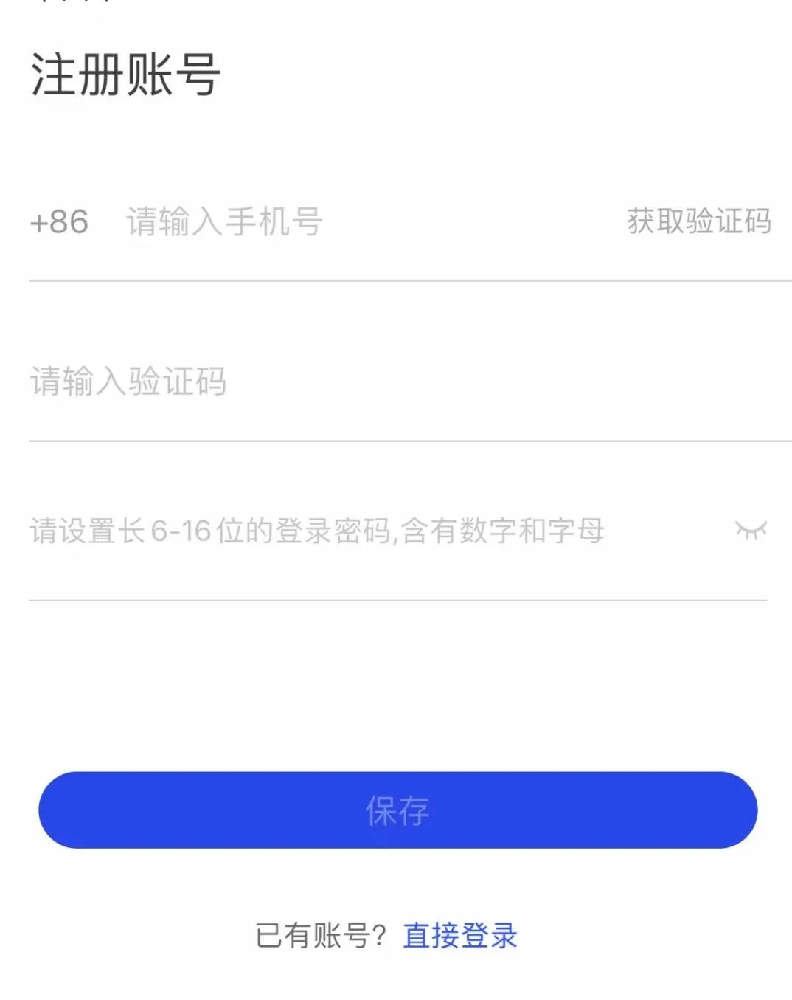 注册账号
+86 请输入手机号 获取验证码
请输入验证码
请设置长6-16位的登录密码,含有数字和字母
保存
已有账号？直接登录